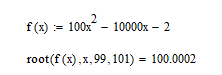 f(x) := 100x² - 10000x - 2
root(f(x), x, 99, 101) = 100.0002